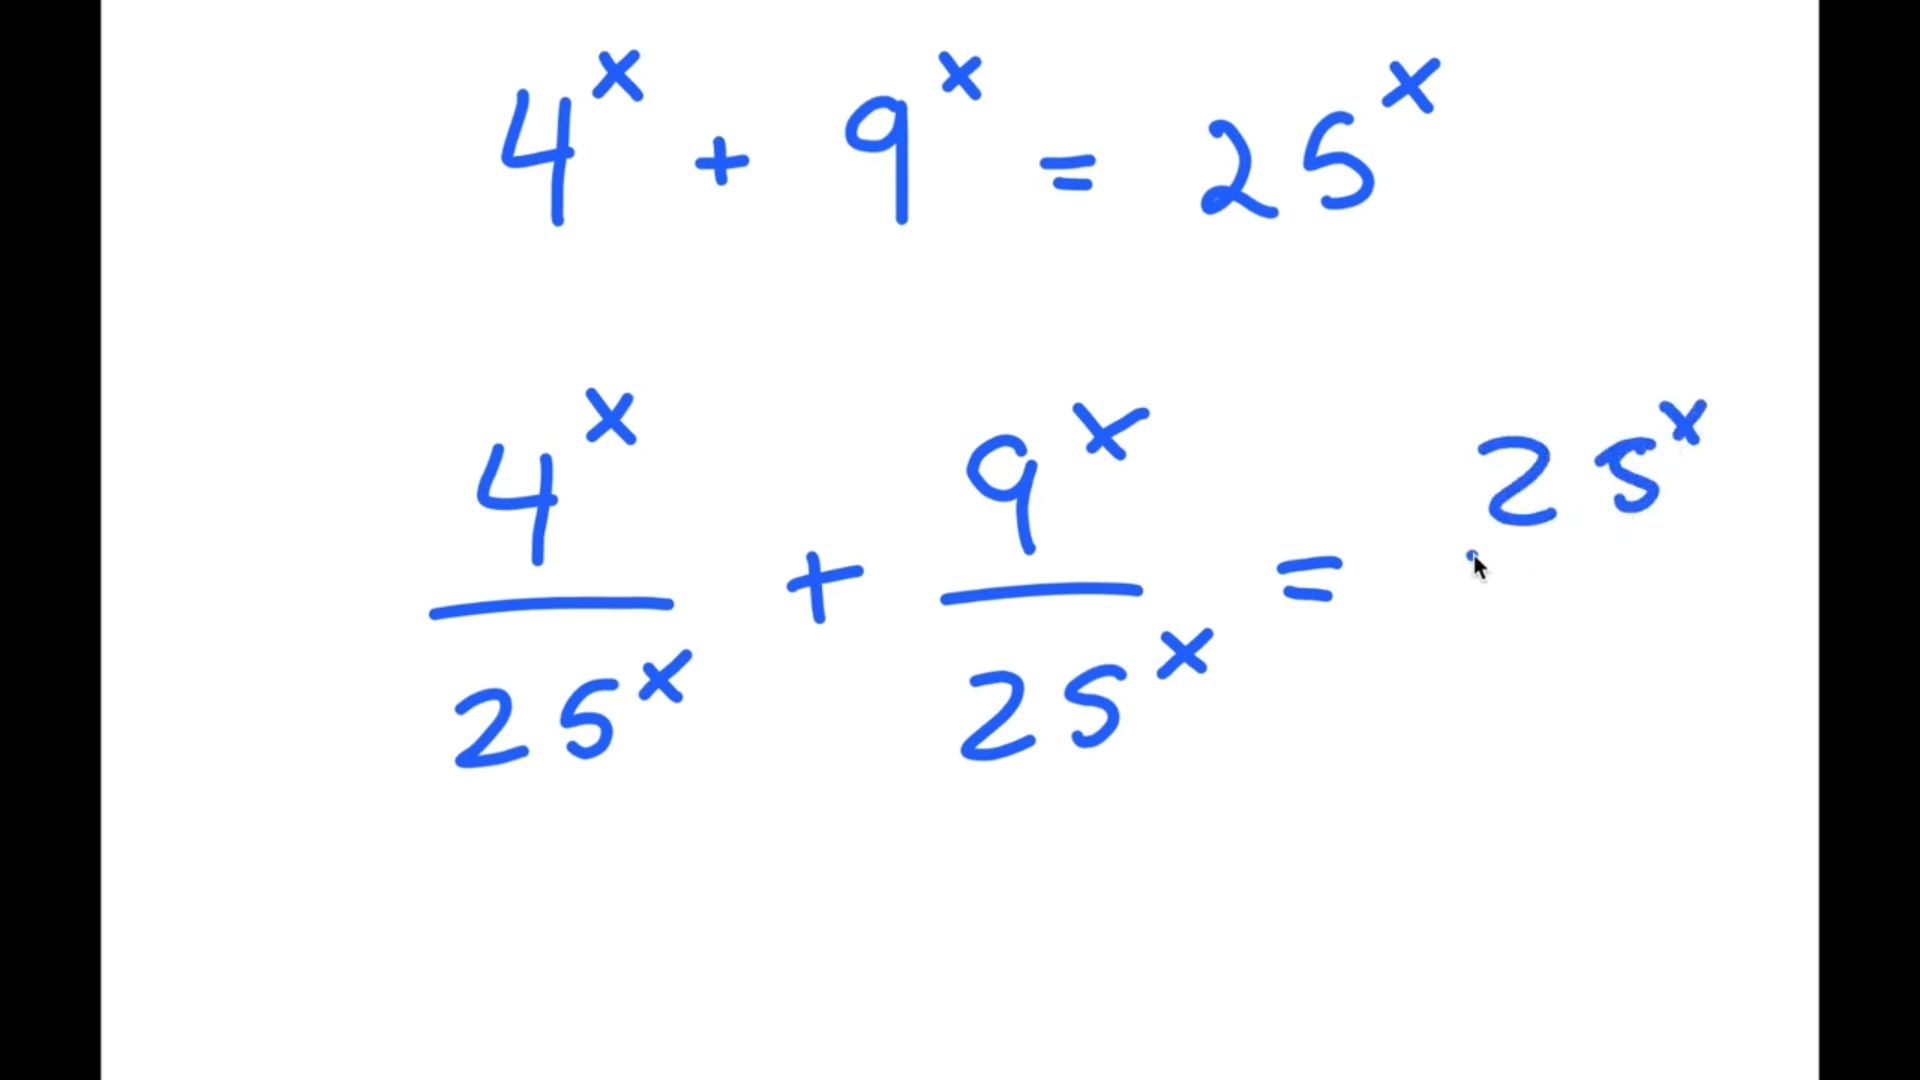 4^x + 9^x = 25^x
4^x/25^x + 9^x/25^x = 25^x